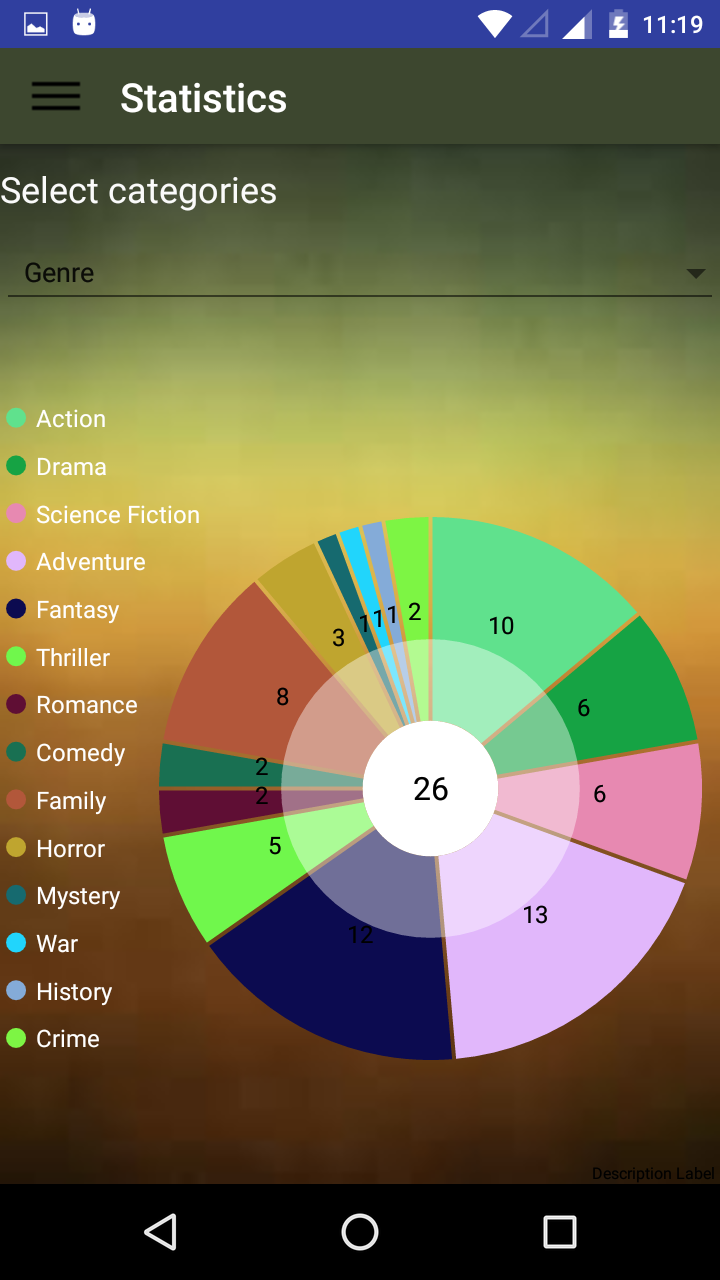 11:19
Statistics
Select categories
Genre
Action
Drama
Science Fiction
Adventure
Fantasy
Thriller
Romance
Comedy
Family
Horror
Mystery
War
History
Crime
10
6
6
13
12
5
2
2
8
3
1
1
1
2
26
Description Label